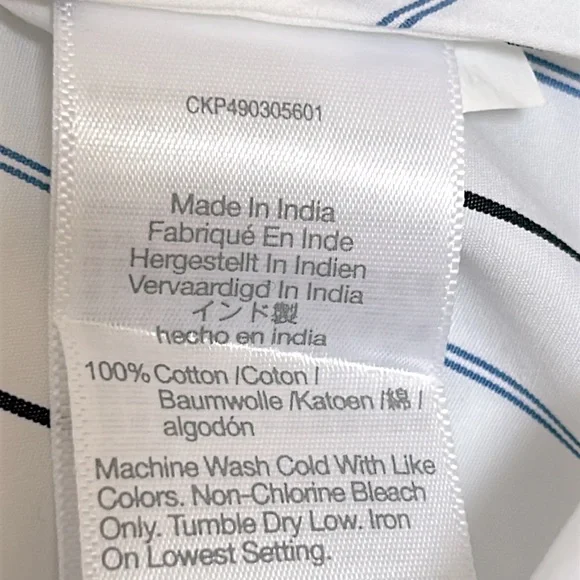 CKP490305601
Made In India
Fabriqué En Inde
Hergestellt In Indien
Vervaardigd In India
インド製
hecho en india
100% Cotton /Coton /
Baumwolle /Katoen /綿 /
algodón
Machine Wash Cold With Like
Colors. Non-Chlorine Bleach
Only. Tumble Dry Low. Iron
On Lowest Setting.